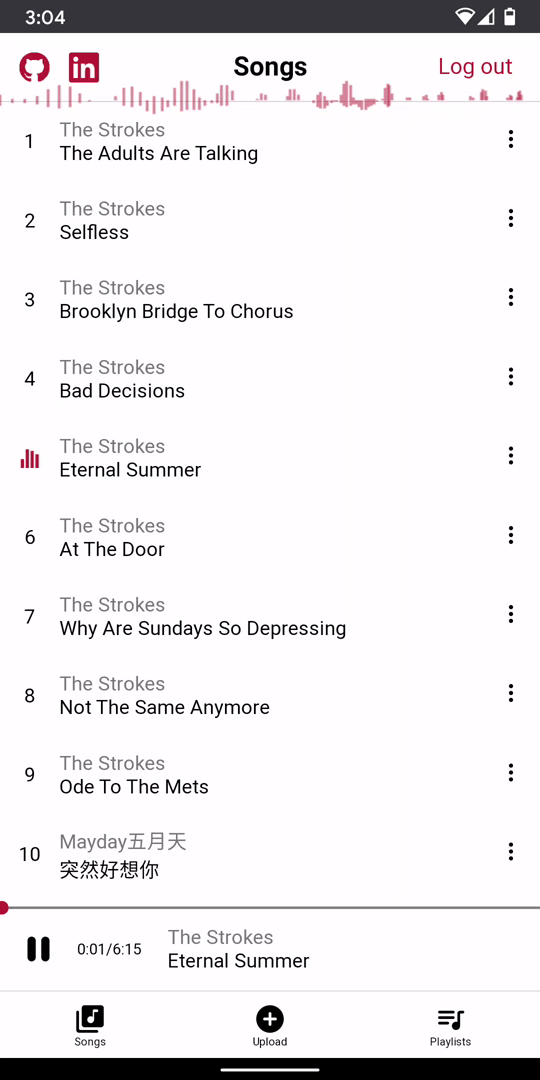 3:04
in
Songs
Log out
1
The Strokes
The Adults Are Talking
2
The Strokes
Selfless
3
The Strokes
Brooklyn Bridge To Chorus
4
The Strokes
Bad Decisions
The Strokes
Eternal Summer
6
The Strokes
At The Door
7
The Strokes
Why Are Sundays So Depressing
8
The Strokes
Not The Same Anymore
9
The Strokes
Ode To The Mets
10
Mayday五月天
突然好想你
0:01/6:15
The Strokes
Eternal Summer
Songs
Upload
Playlists